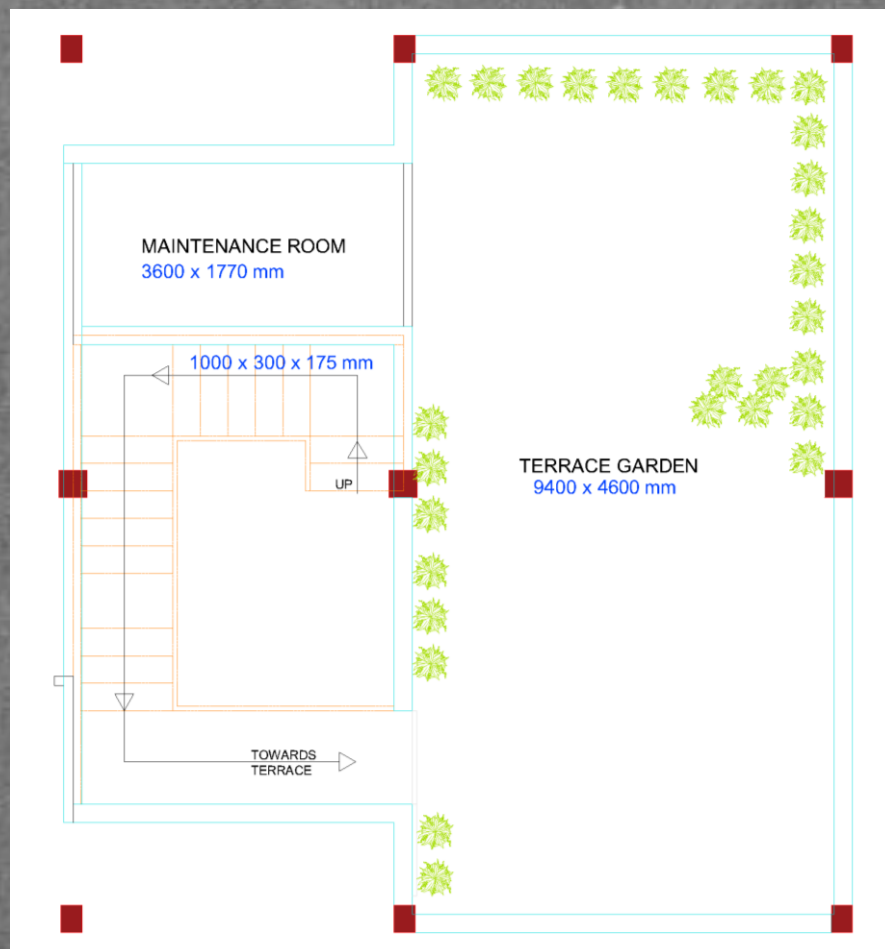 MAINTENANCE ROOM
3600 x 1770 mm
1000 x 300 x 175 mm
UP
TERRACE GARDEN
9400 x 4600 mm
TOWARDS
TERRACE